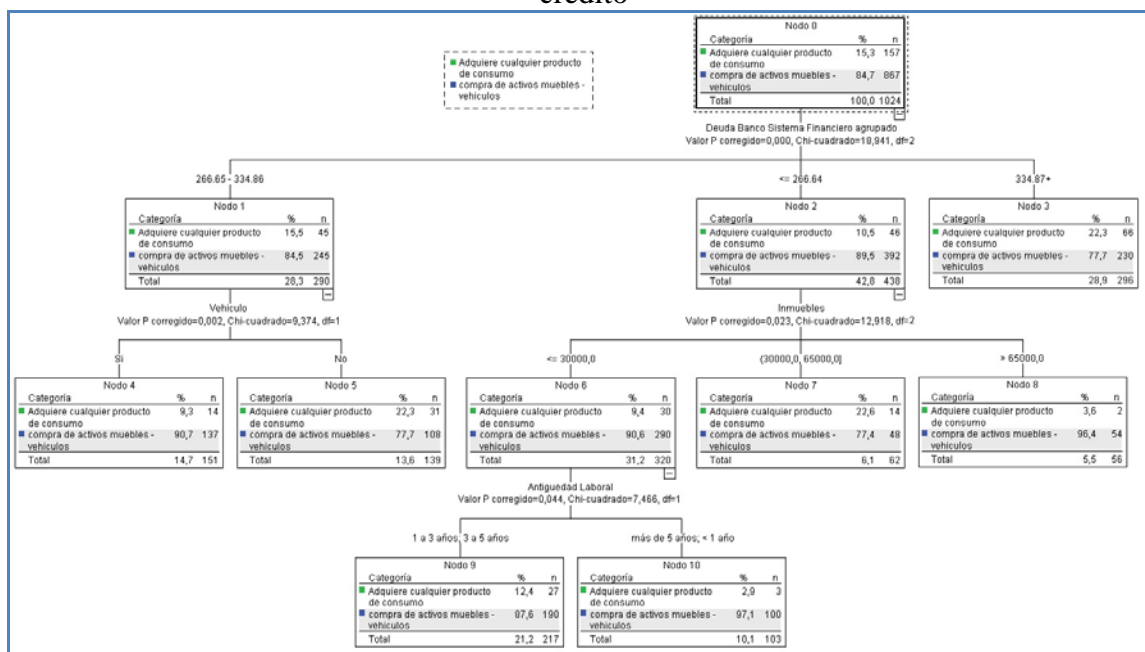 crédito
Adquiere cualquier producto
de consumo
compra de activos muebles -
vehiculos
Nodo 0
Categoría % n
Adquiere cualquier producto 15,3 157
de consumo
compra de activos muebles - 84,7 867
vehiculos
Total 100,0 1024
Deuda Banco Sistema Financiero agrupado
Valor P corregido=0,000, Chi-cuadrado=18,941, df=2
266.65 - 334.86
<= 266.64
334.87+
Nodo 1
Categoría % n
Adquiere cualquier producto 15,5 45
de consumo
compra de activos muebles - 84,5 245
vehiculos
Total 28,3 290
Nodo 2
Categoría % n
Adquiere cualquier producto 10,5 46
de consumo
compra de activos muebles - 89,5 392
vehiculos
Total 42,8 438
Nodo 3
Categoría % n
Adquiere cualquier producto 22,3 66
de consumo
compra de activos muebles - 77,7 230
vehiculos
Total 28,9 296
Vehiculo
Valor P corregido=0,002, Chi-cuadrado=9,374, df=1
Inmuebles
Valor P corregido=0,023, Chi-cuadrado=12,918, df=2
Si
No
<= 30000,0
(30000,0, 65000,0]
> 65000,0
Nodo 4
Categoría % n
Adquiere cualquier producto 9,3 14
de consumo
compra de activos muebles - 90,7 137
vehiculos
Total 14,7 151
Nodo 5
Categoría % n
Adquiere cualquier producto 22,3 31
de consumo
compra de activos muebles - 77,7 108
vehiculos
Total 13,6 139
Nodo 6
Categoría % n
Adquiere cualquier producto 9,4 30
de consumo
compra de activos muebles - 90,6 290
vehiculos
Total 31,2 320
Nodo 7
Categoría % n
Adquiere cualquier producto 22,6 14
de consumo
compra de activos muebles - 77,4 48
vehiculos
Total 6,1 62
Nodo 8
Categoría % n
Adquiere cualquier producto 3,6 2
de consumo
compra de activos muebles - 96,4 54
vehiculos
Total 5,5 56
Antiguedad Laboral
Valor P corregido=0,044, Chi-cuadrado=7,466, df=1
1 a 3 años; 3 a 5 años
más de 5 años; < 1 año
Nodo 9
Categoría % n
Adquiere cualquier producto 12,4 27
de consumo
compra de activos muebles - 87,6 190
vehiculos
Total 21,2 217
Nodo 10
Categoría % n
Adquiere cualquier producto 2,9 3
de consumo
compra de activos muebles - 97,1 100
vehiculos
Total 10,1 103